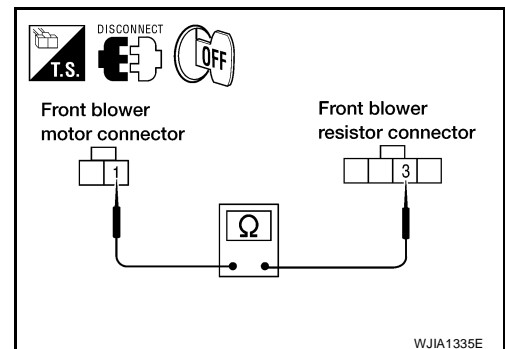 DISCONNECT
T.S.
OFF
Front blower
motor connector
Front blower
resistor connector
1
3
Ω
WJIA1335E